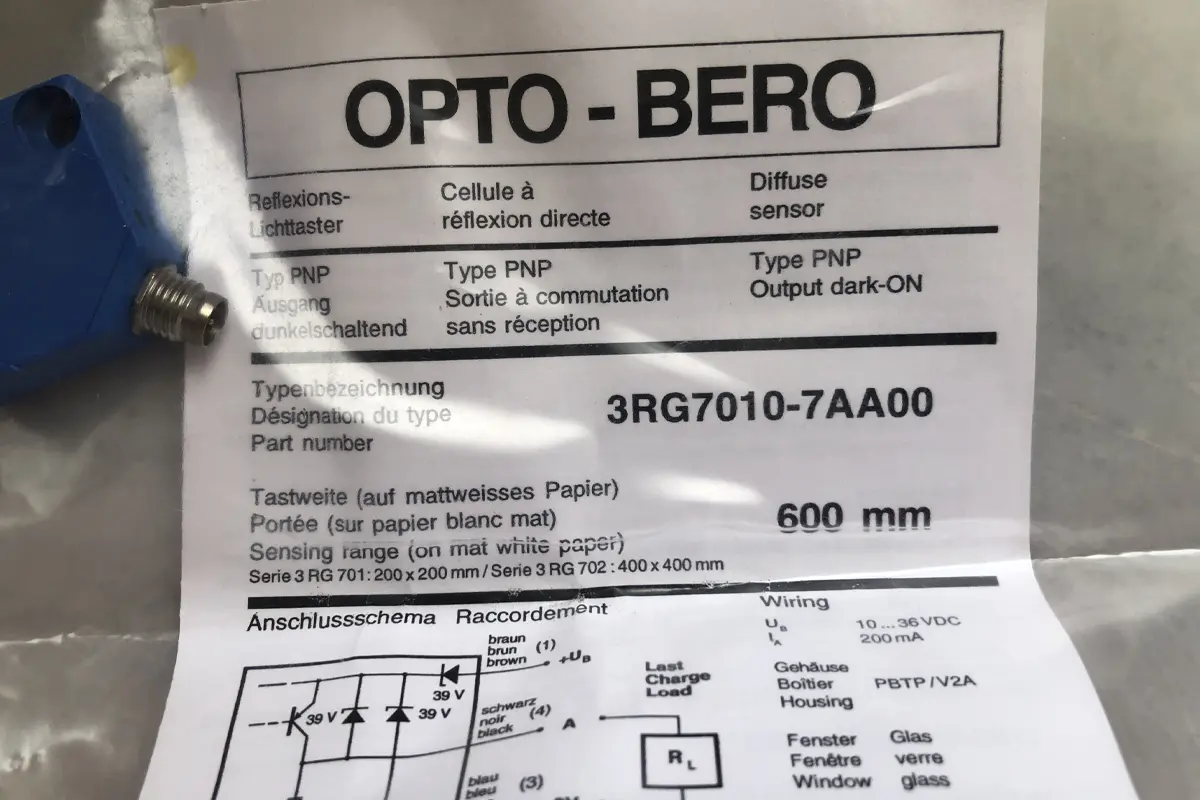 OPTO - BERO
Reflexions-
Lichttaster
Cellule à
réflexion directe
Diffuse
sensor
Typ PNP
Ausgang
dunkelschaltend
Type PNP
Sortie à commutation
sans réception
Type PNP
Output dark-ON
Typenbezeichnung
Désignation du type
Part number
3RG7010-7AA00
Tastweite (auf mattweisses Papier)
Portée (sur papier blanc mat)
Sensing range (on mat white paper)
600 mm
Serie 3 RG 701: 200 x 200 mm / Serie 3 RG 702 : 400 x 400 mm
Anschlussschema Raccordement Wiring
braun
brun (1)
brown +UB
39 V
39 V
39 V
schwarz
noir (4)
black A
blau
bleu (3)
Last
Charge
Load
RL
UB 10 ... 36 VDC
IA 200 mA
Gehäuse
Boîtier PBTP / V2A
Housing
Fenster Glas
Fenêtre verre
Window glass